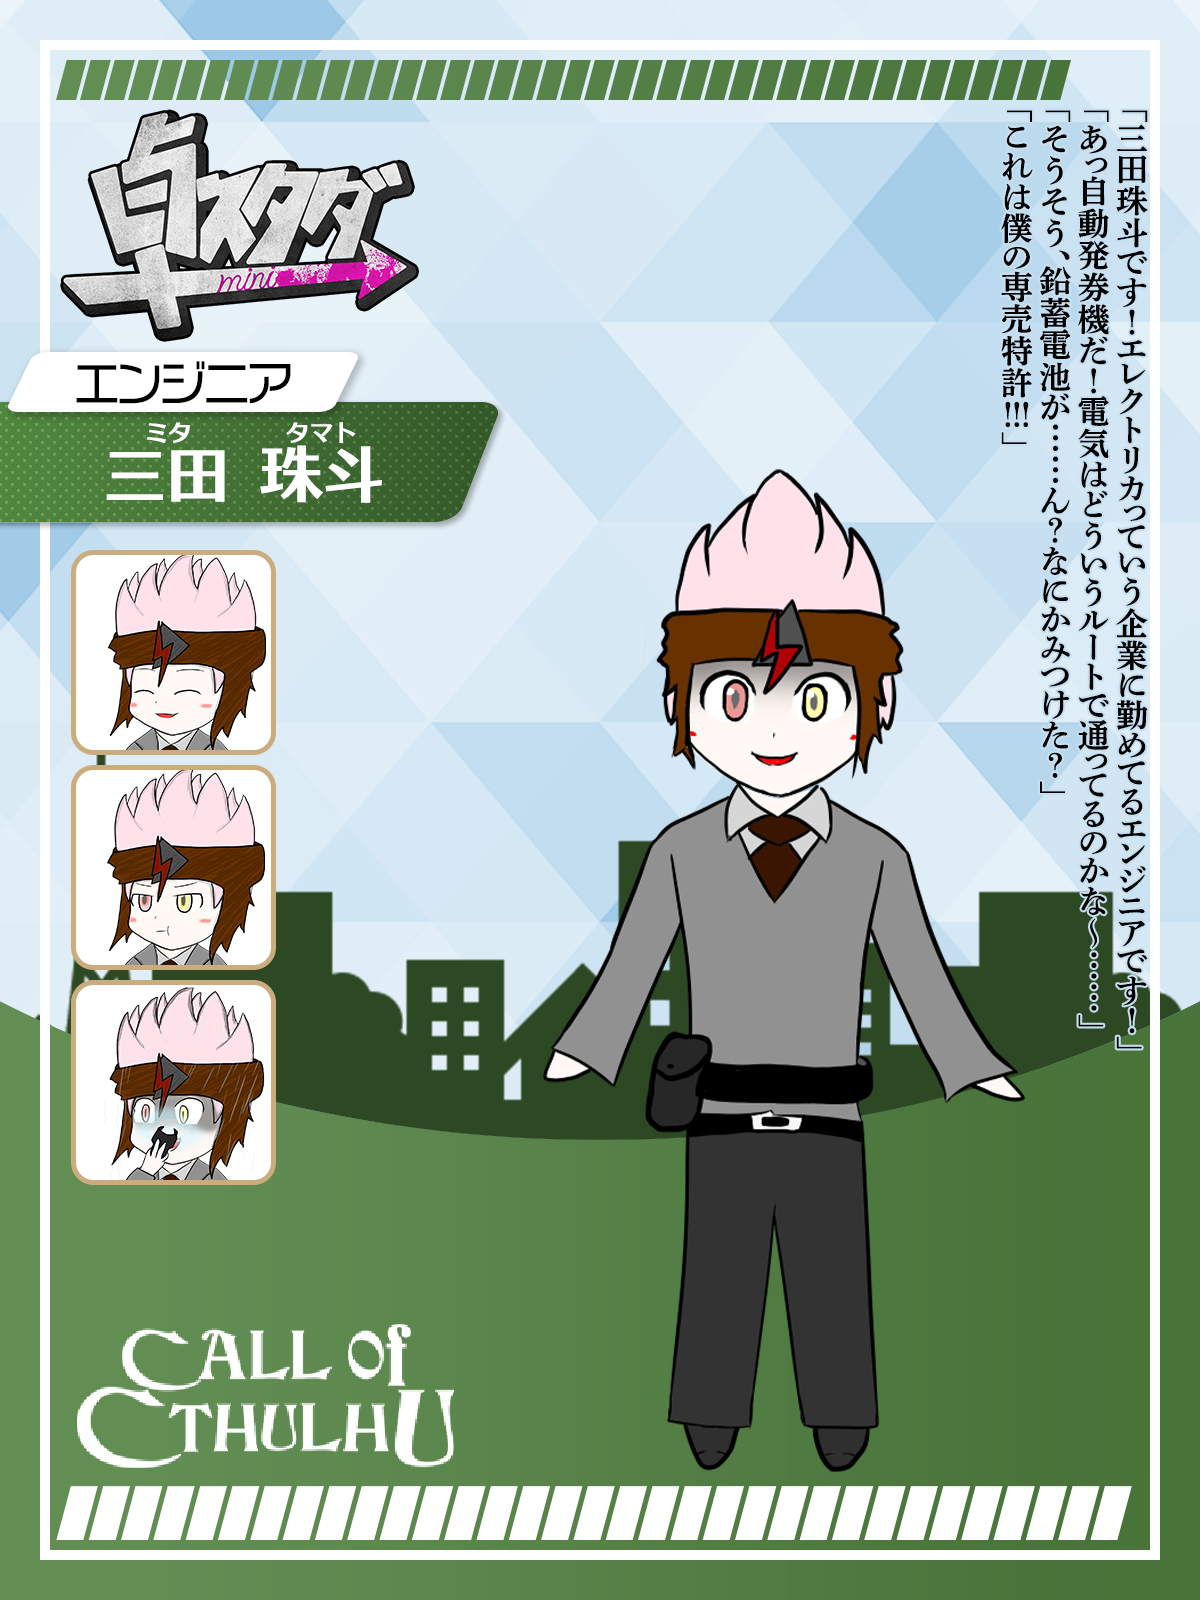 卓スタダ
mini
エンジニア
ミタ タマト
三田 珠斗
「三田珠斗です！エレクトリカっていう企業に勤めてるエンジニアです！」
「あっ自動発券機だ！電気はどういうルートで通ってるのかな～……」
「そうそう、鉛蓄電池が……ん？なにかみつけた？」
「これは僕の専売特許!!!」
CALL Of
CTHULHU